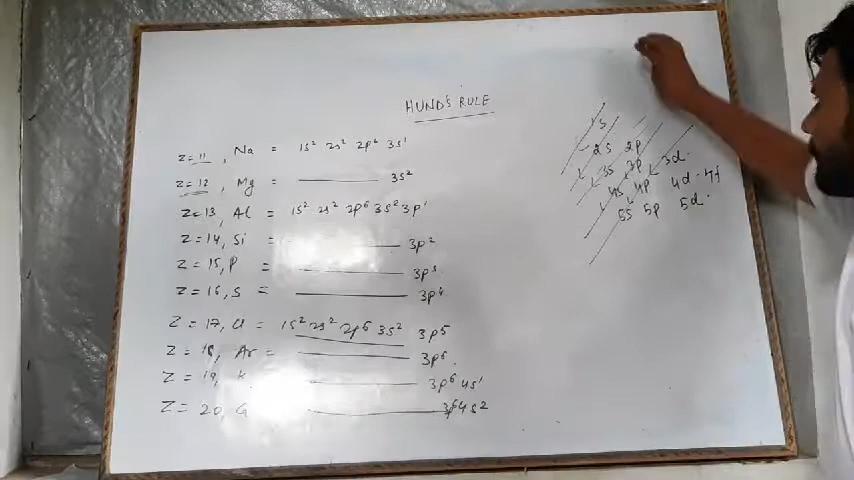 HUND'S RULE
Z=11, Na = 1s² 2s² 2p⁶ 3s¹
Z=12, Mg = 3s²
Z=13, Al = 1s² 2s² 2p⁶ 3s² 3p¹
Z=14, Si = 3p²
Z=15, P = 3p³
Z=16, S = 3p⁴
Z=17, Cl = 1s² 2s² 2p⁶ 3s² 3p⁵
Z=18, Ar = 3p⁶
Z=19, K 3p⁶ 4s¹
Z=20, Ca 3p⁶ 4s²
1s
2s 2p
3s 3p 3d
4s 4p 4d 4f
5s 5p 5d